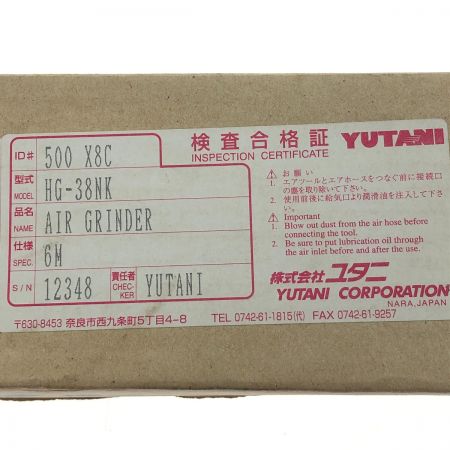 ID# 500 X8C
検査合格証 YUTANI
INSPECTION CERTIFICATE
型式
MODEL HG-38NK
品名
NAME AIR GRINDER
仕様
SPEC. 6M
S/N 12348 責任者 CHEC-KER YUTANI
⚠ お願い
1. エアツールとエアホースをつなぐ前に接続口
の塵を取り除いて下さい。
2. 使用前後に給気口より潤滑油を注入して下さ
い。
⚠ Important
1. Blow out dust from the air hose before
connecting the tool.
2. Be sure to put lubrication oil through
the air inlet before and after the use.
株式会社 ユタニ
YUTANI CORPORATION
NARA, JAPAN
〒630-8453 奈良市西九条町5丁目4-8 TEL 0742-61-1815(代) FAX 0742-61-9257